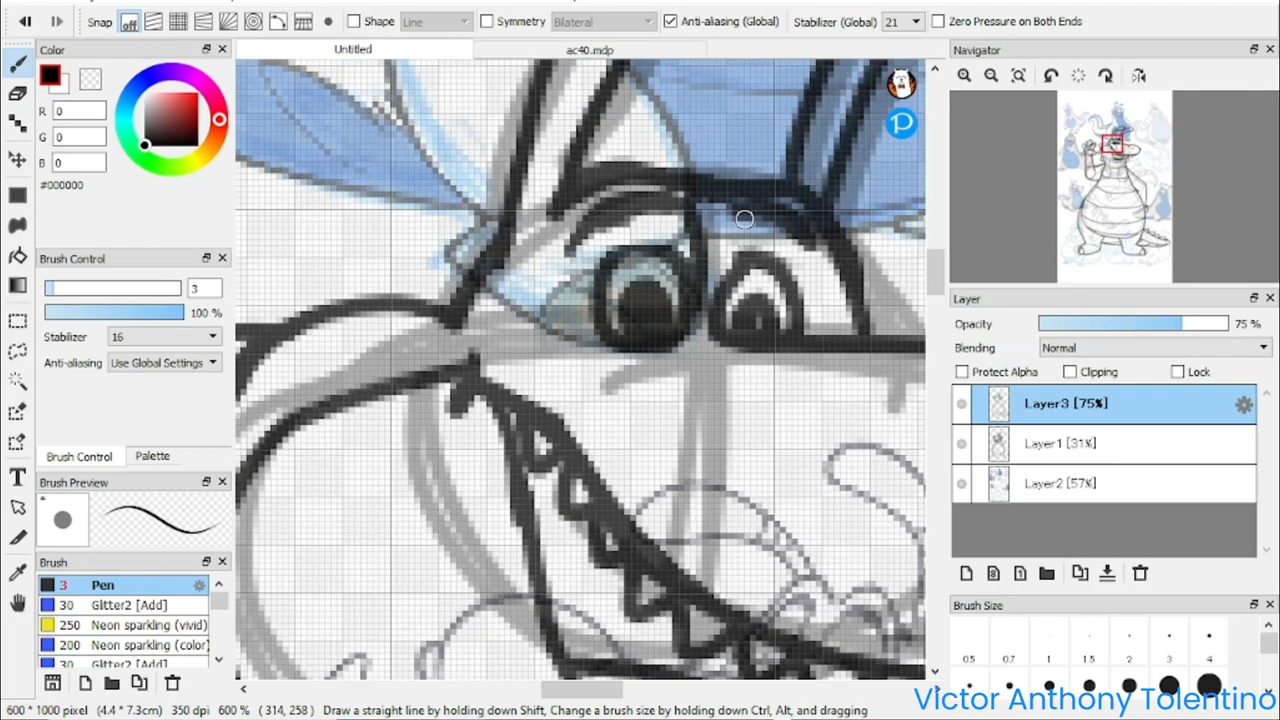 Snap off Shape Line Symmetry Bilateral Anti-aliasing (Global) Stabilizer (Global) 21 Zero Pressure on Both Ends
Color
Untitled
ac40.mdp
Navigator
R 0
G 0
B 0
#000000
Brush Control
3
100 %
Stabilizer 16
Anti-aliasing Use Global Settings
Brush Control Palette
Brush Preview
Brush
3 Pen
30 Glitter2 [Add]
250 Neon sparkling (vivid)
200 Neon sparkling (color)
30 Glitter2 [Add]
Layer
Opacity 75 %
Blending Normal
Protect Alpha Clipping Lock
Layer3 [75%]
Layer1 [31%]
Layer2 [57%]
Brush Size
0.5 0.7 1 1.5 2 3 4
Victor Anthony Tolentino
600 * 1000 pixel (4.4 * 7.3cm) 350 dpi 600 % ( 314, 258 ) Draw a straight line by holding down Shift, Change a brush size by holding down Ctrl, Alt, and dragging